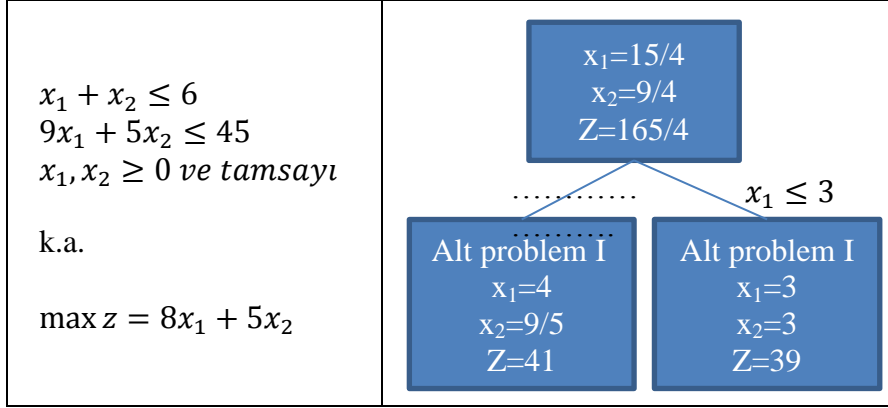 x₁ + x₂ ≤ 6
9x₁ + 5x₂ ≤ 45
x₁, x₂ ≥ 0 ve tamsayı
k.a.
max z = 8x₁ + 5x₂
x₁=15/4
x₂=9/4
Z=165/4
............
x₁ ≤ 3
..........
Alt problem I
x₁=4
x₂=9/5
Z=41
Alt problem I
x₁=3
x₂=3
Z=39